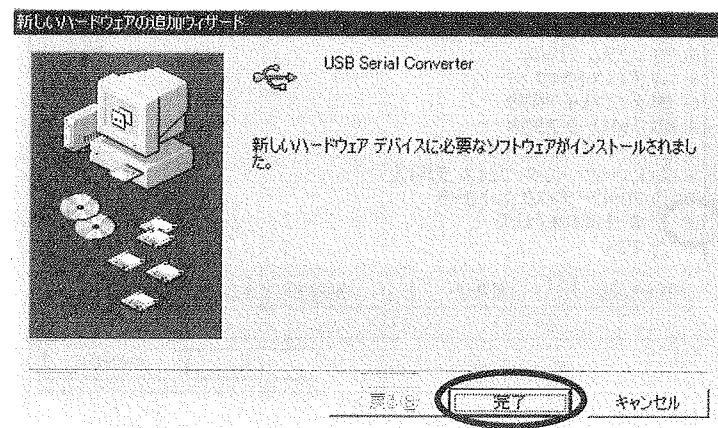 新しいハードウェアの追加ウィザード
USB Serial Converter
新しいハードウェア デバイスに必要なソフトウェアがインストールされまし
た。
完了 キャンセル